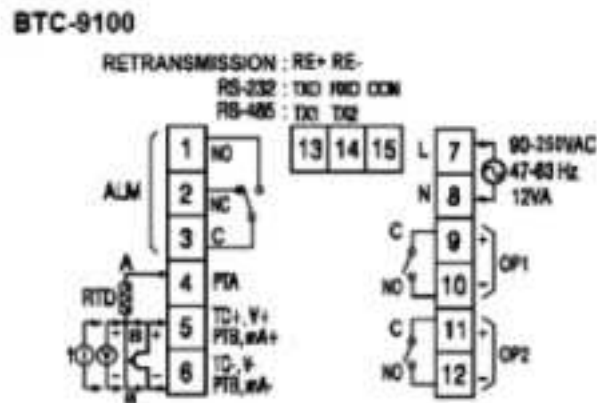 BTC-9100
RETRANSMISSION : RE+ RE-
RS-232 : TXD RXD COM
RS-485 : TX1 TX2
1 NO
13 14 15
L 7
90-250VAC
47-63 Hz
12VA
ALM
2 NC
N 8
3 C
C 9 +
OP1
A
RTD
4 PTA
NO 10 -
5 TC+, V+
PTB, mA+
C 11 +
OP2
6 TC-, V-
PTB, mA-
NO 12 -
B
B
+ +
- -